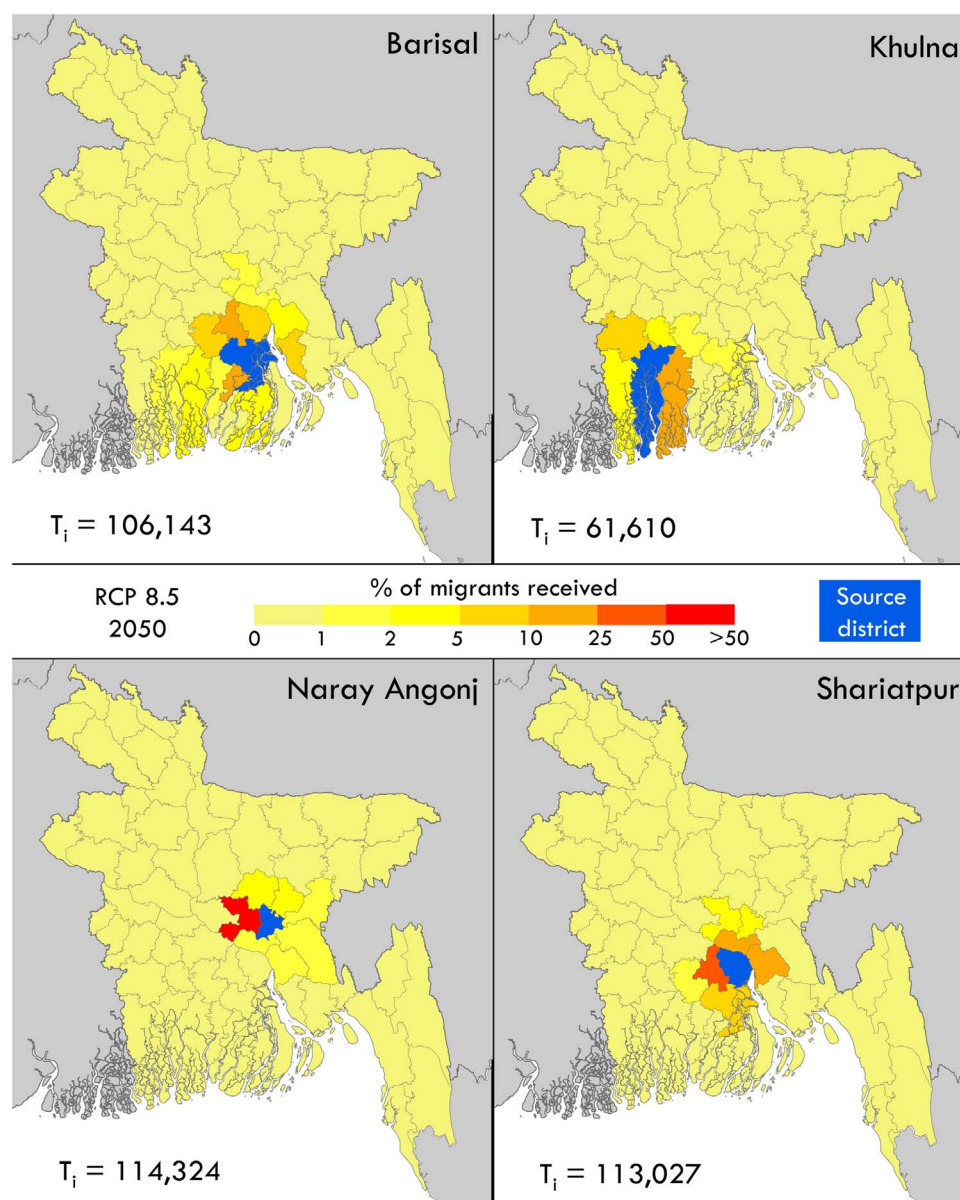 Barisal
Khulna
Tᵢ = 106,143
Tᵢ = 61,610
RCP 8.5
2050
% of migrants received
0 1 2 5 10 25 50 >50
Source
district
Naray Angonj
Shariatpur
Tᵢ = 114,324
Tᵢ = 113,027